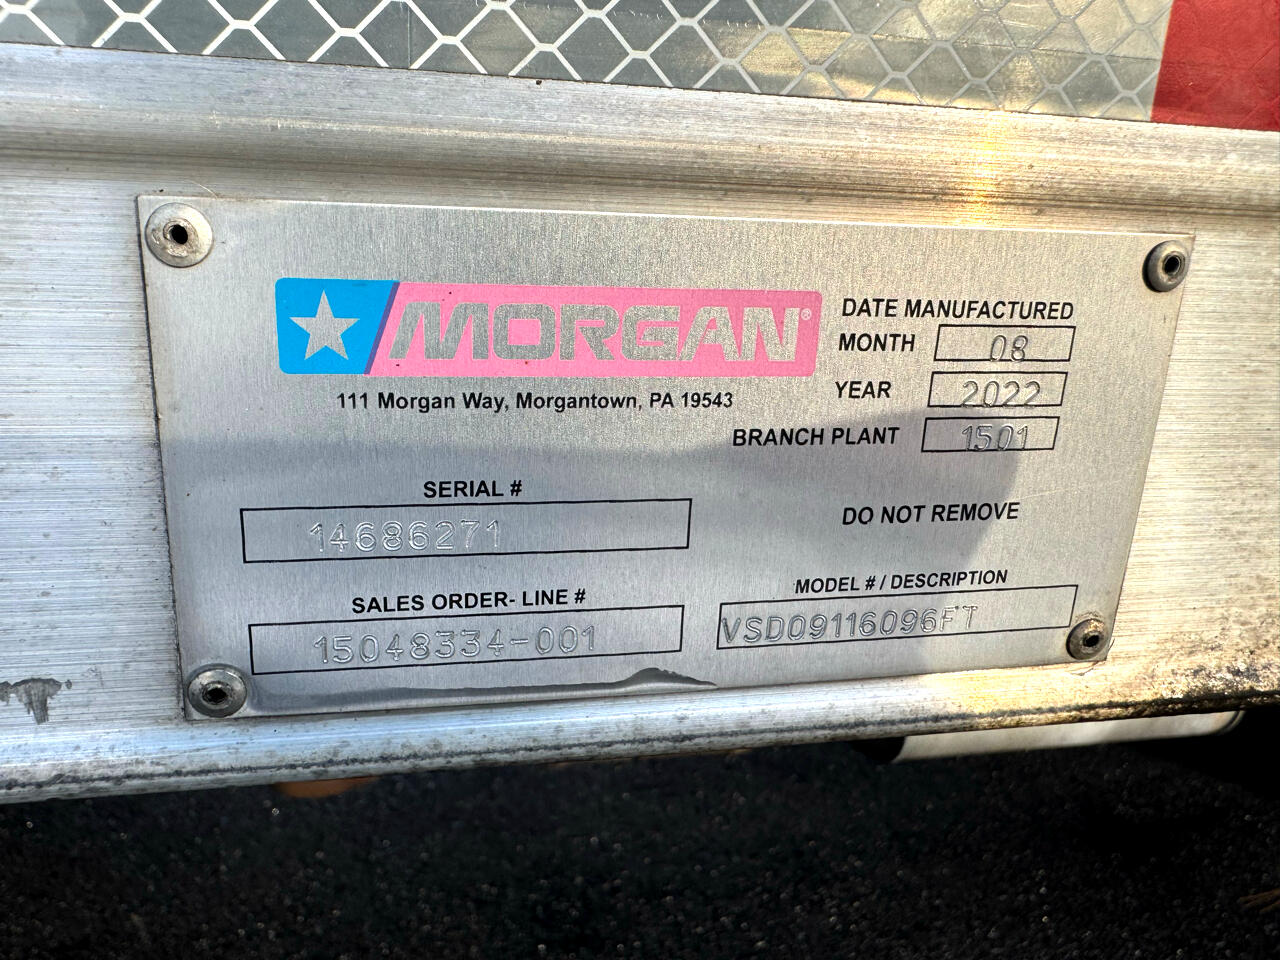 MORGAN®
111 Morgan Way, Morgantown, PA 19543
DATE MANUFACTURED
MONTH 08
YEAR 2022
BRANCH PLANT 1501
SERIAL #
14686271
DO NOT REMOVE
SALES ORDER- LINE #
15048334-001
MODEL # / DESCRIPTION
VSD09116096FT